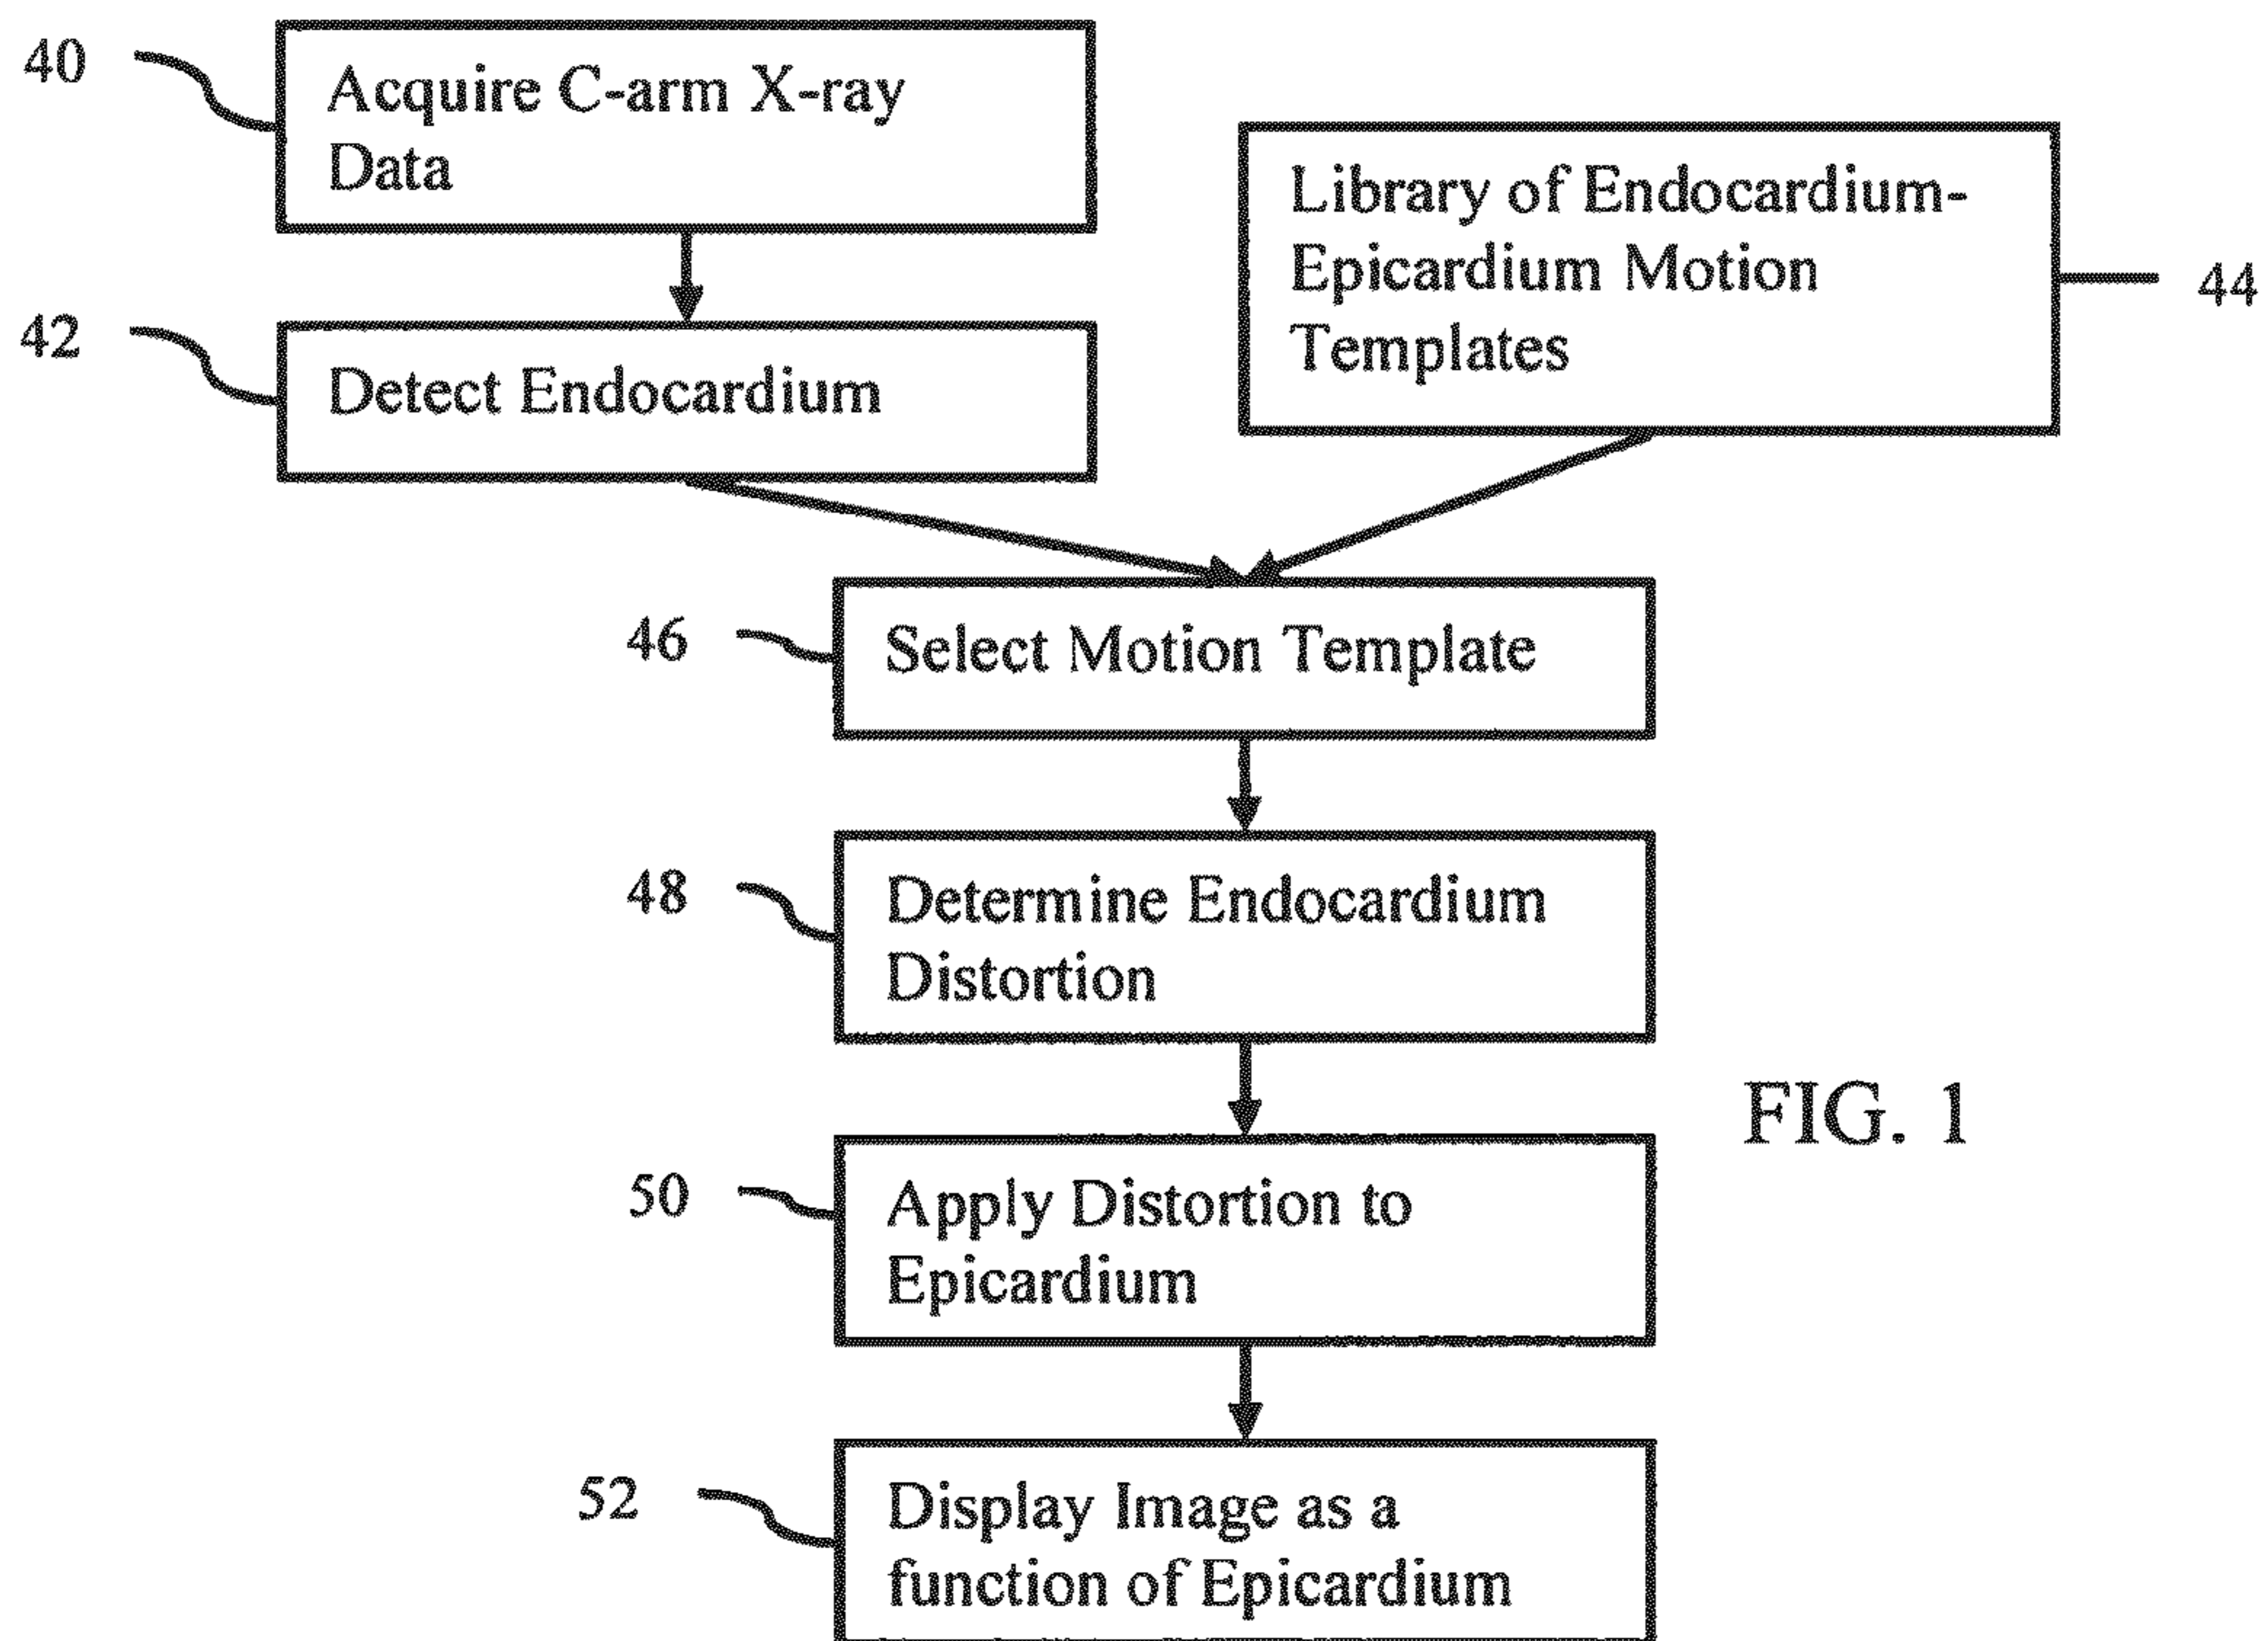 40
Acquire C-arm X-ray
Data
42
Detect Endocardium
Library of Endocardium-
Epicardium Motion
Templates
44
46
Select Motion Template
48
Determine Endocardium
Distortion
FIG. 1
50
Apply Distortion to
Epicardium
52
Display Image as a
function of Epicardium